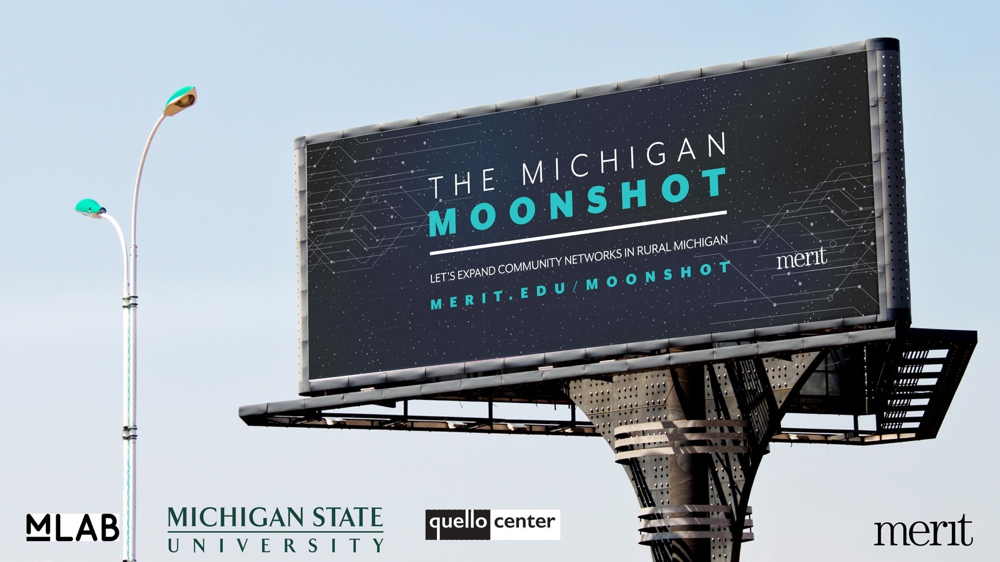 THE MICHIGAN
MOONSHOT
LET'S EXPAND COMMUNITY NETWORKS IN RURAL MICHIGAN
MERIT.EDU/MOONSHOT
merit
MLAB
MICHIGAN STATE
UNIVERSITY
quello center
merit